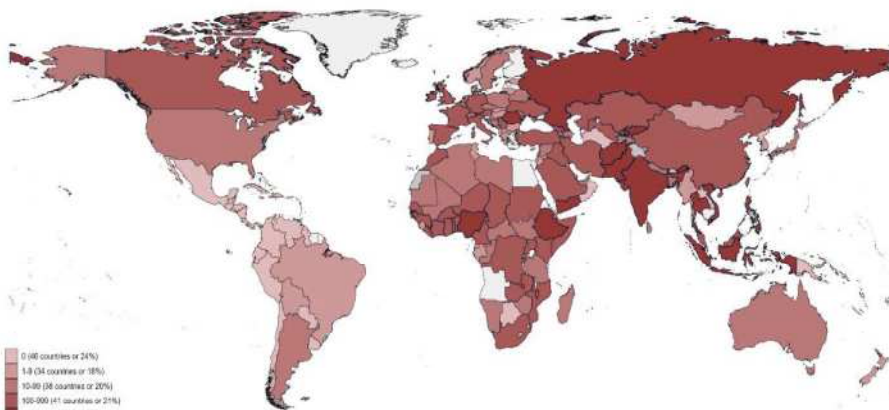 0 (46 countries or 24%)
1-9 (34 countries or 18%)
10-99 (38 countries or 20%)
100-999 (41 countries or 21%)